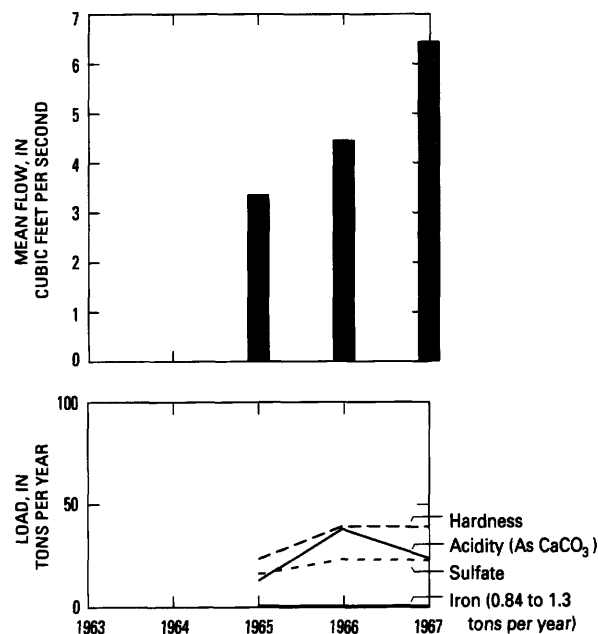 7
6
5
4
3
2
1
0
MEAN FLOW, IN
CUBIC FEET PER SECOND
100
50
0
LOAD, IN
TONS PER YEAR
Hardness
Acidity (As CaCO₃)
Sulfate
Iron (0.84 to 1.3
tons per year)
1963 1964 1965 1966 1967